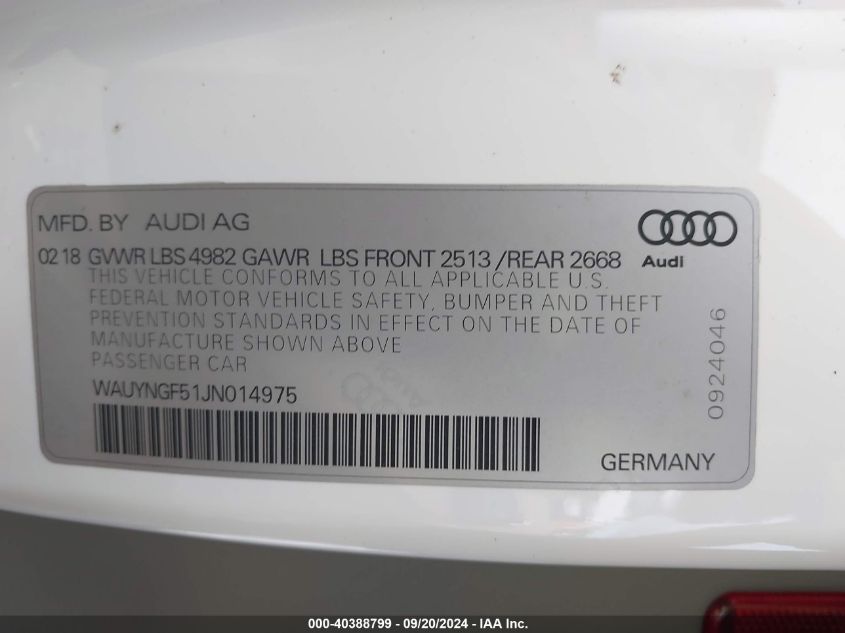 MFD. BY AUDI AG
02 18 GVWR LBS 4982 GAWR LBS FRONT 2513 /REAR 2668
THIS VEHICLE CONFORMS TO ALL APPLICABLE U.S.
FEDERAL MOTOR VEHICLE SAFETY, BUMPER AND THEFT
PREVENTION STANDARDS IN EFFECT ON THE DATE OF
MANUFACTURE SHOWN ABOVE
PASSENGER CAR
WAUYNGF51JN014975
Audi
0924046
GERMANY
000-40388799 - 09/20/2024 - IAA Inc.